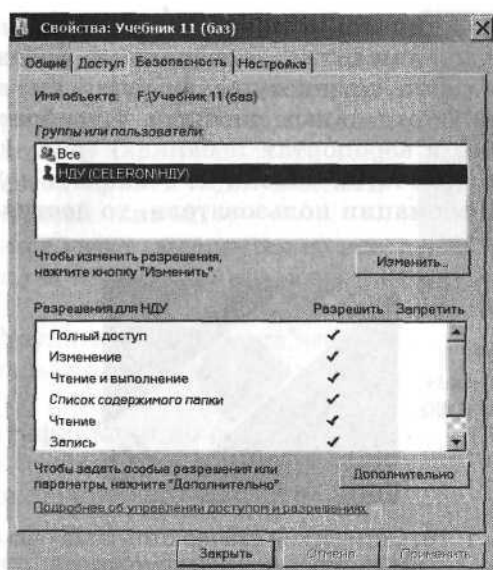 Свойства: Учебник 11 (баз)
Общие Доступ Безопасность Настройка
Имя объекта: F:\Учебник 11 (баз)
Группы или пользователи:
Все
НДУ (CELERON\НДУ)
Чтобы изменить разрешения,
нажмите кнопку "Изменить".
Изменить...
Разрешения для НДУ Разрешить Запретить
Полный доступ
Изменение
Чтение и выполнение
Список содержимого папки
Чтение
Запись
Чтобы задать особые разрешения или
параметры, нажмите "Дополнительно".
Дополнительно
Подробнее об управлении доступом и разрешениях
Закрыть Отмена Применить